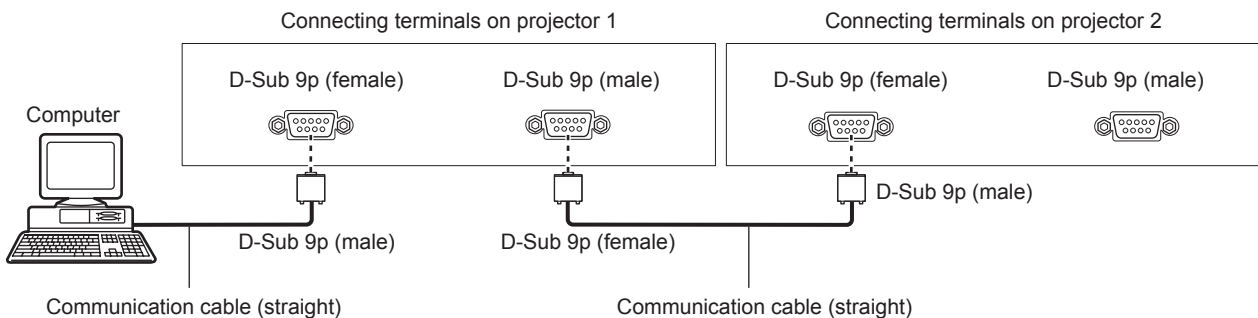 Connecting terminals on projector 1
Connecting terminals on projector 2
D-Sub 9p (female)
D-Sub 9p (male)
D-Sub 9p (female)
D-Sub 9p (male)
Computer
D-Sub 9p (male)
D-Sub 9p (male)
D-Sub 9p (female)
Communication cable (straight)
Communication cable (straight)